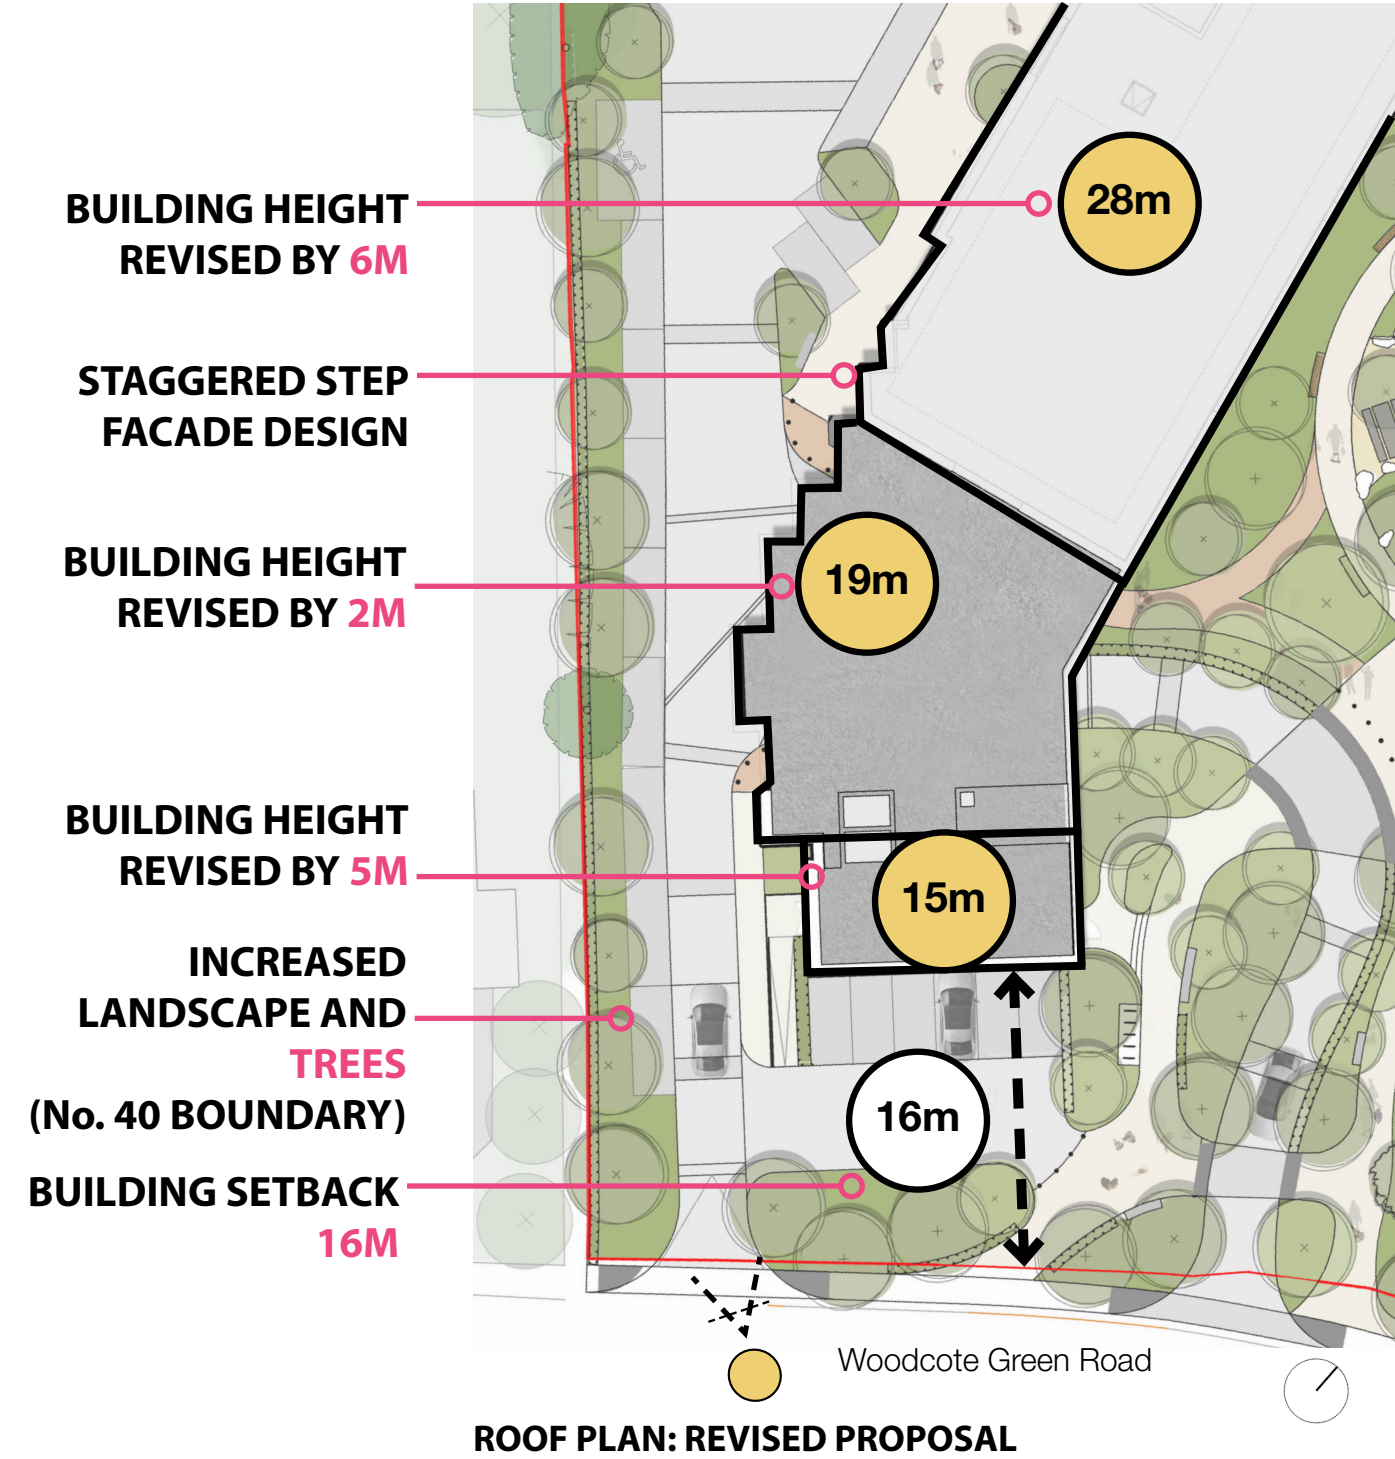 BUILDING HEIGHT
REVISED BY 6M
28m
STAGGERED STEP
FACADE DESIGN
BUILDING HEIGHT
REVISED BY 2M
19m
BUILDING HEIGHT
REVISED BY 5M
15m
INCREASED
LANDSCAPE AND
TREES
(No. 40 BOUNDARY)
16m
BUILDING SETBACK
16M
Woodcote Green Road
ROOF PLAN: REVISED PROPOSAL